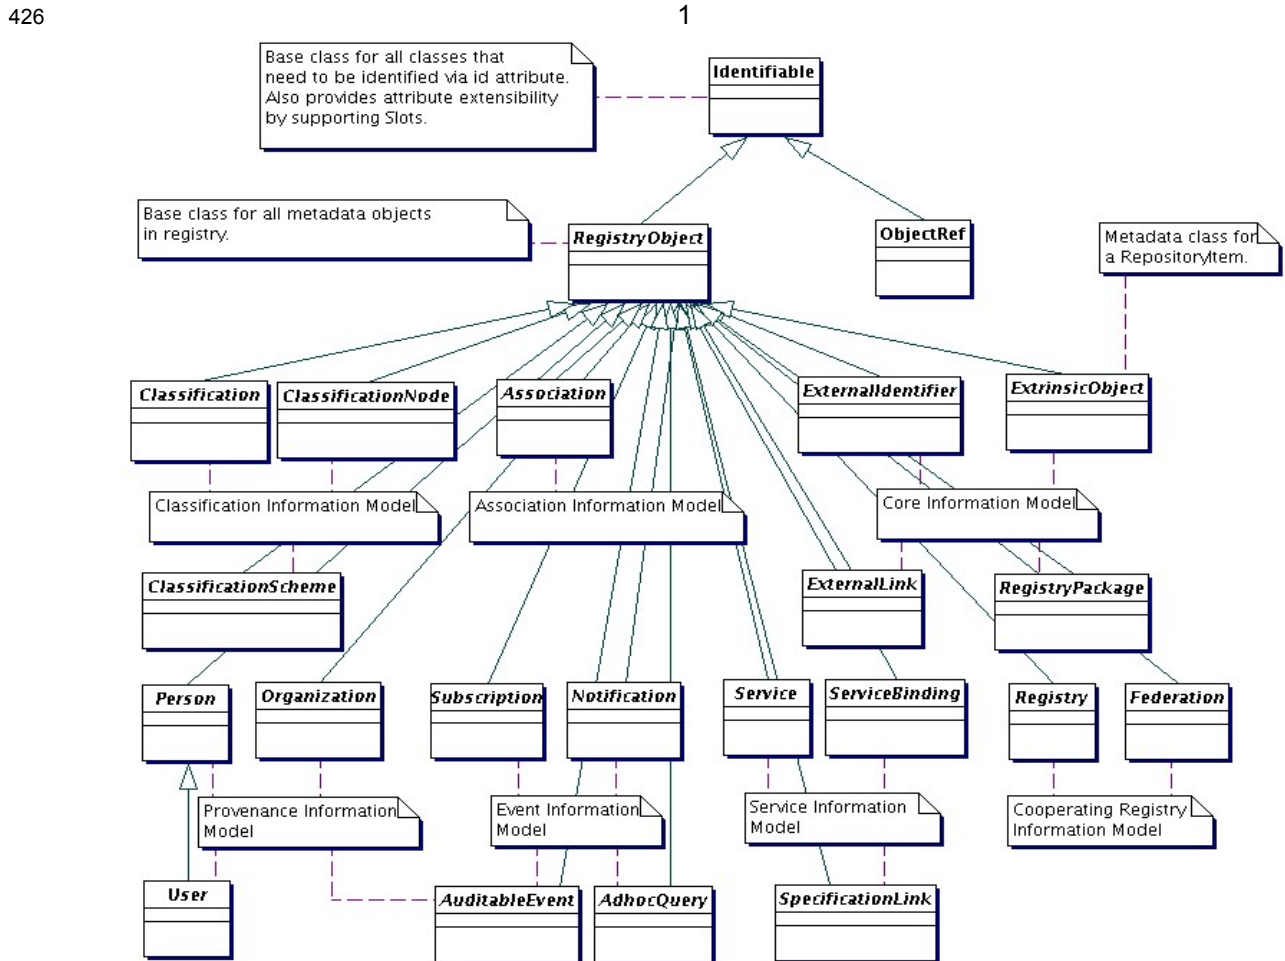 426
1
Base class for all classes that
need to be identified via id attribute.
Also provides attribute extensibility
by supporting Slots.
Identifiable
Base class for all metadata objects
in registry.
RegistryObject
ObjectRef
Metadata class for
a RepositoryItem.
Classification
ClassificationNode
Association
ExternalIdentifier
ExtrinsicObject
Classification Information Model
Association Information Model
Core Information Model
ClassificationScheme
ExternalLink
RegistryPackage
Person
Organization
Subscription
Notification
Service
ServiceBinding
Registry
Federation
Provenance Information
Model
Event Information
Model
Service Information
Model
Cooperating Registry
Information Model
User
AuditableEvent
AdhocQuery
SpecificationLink